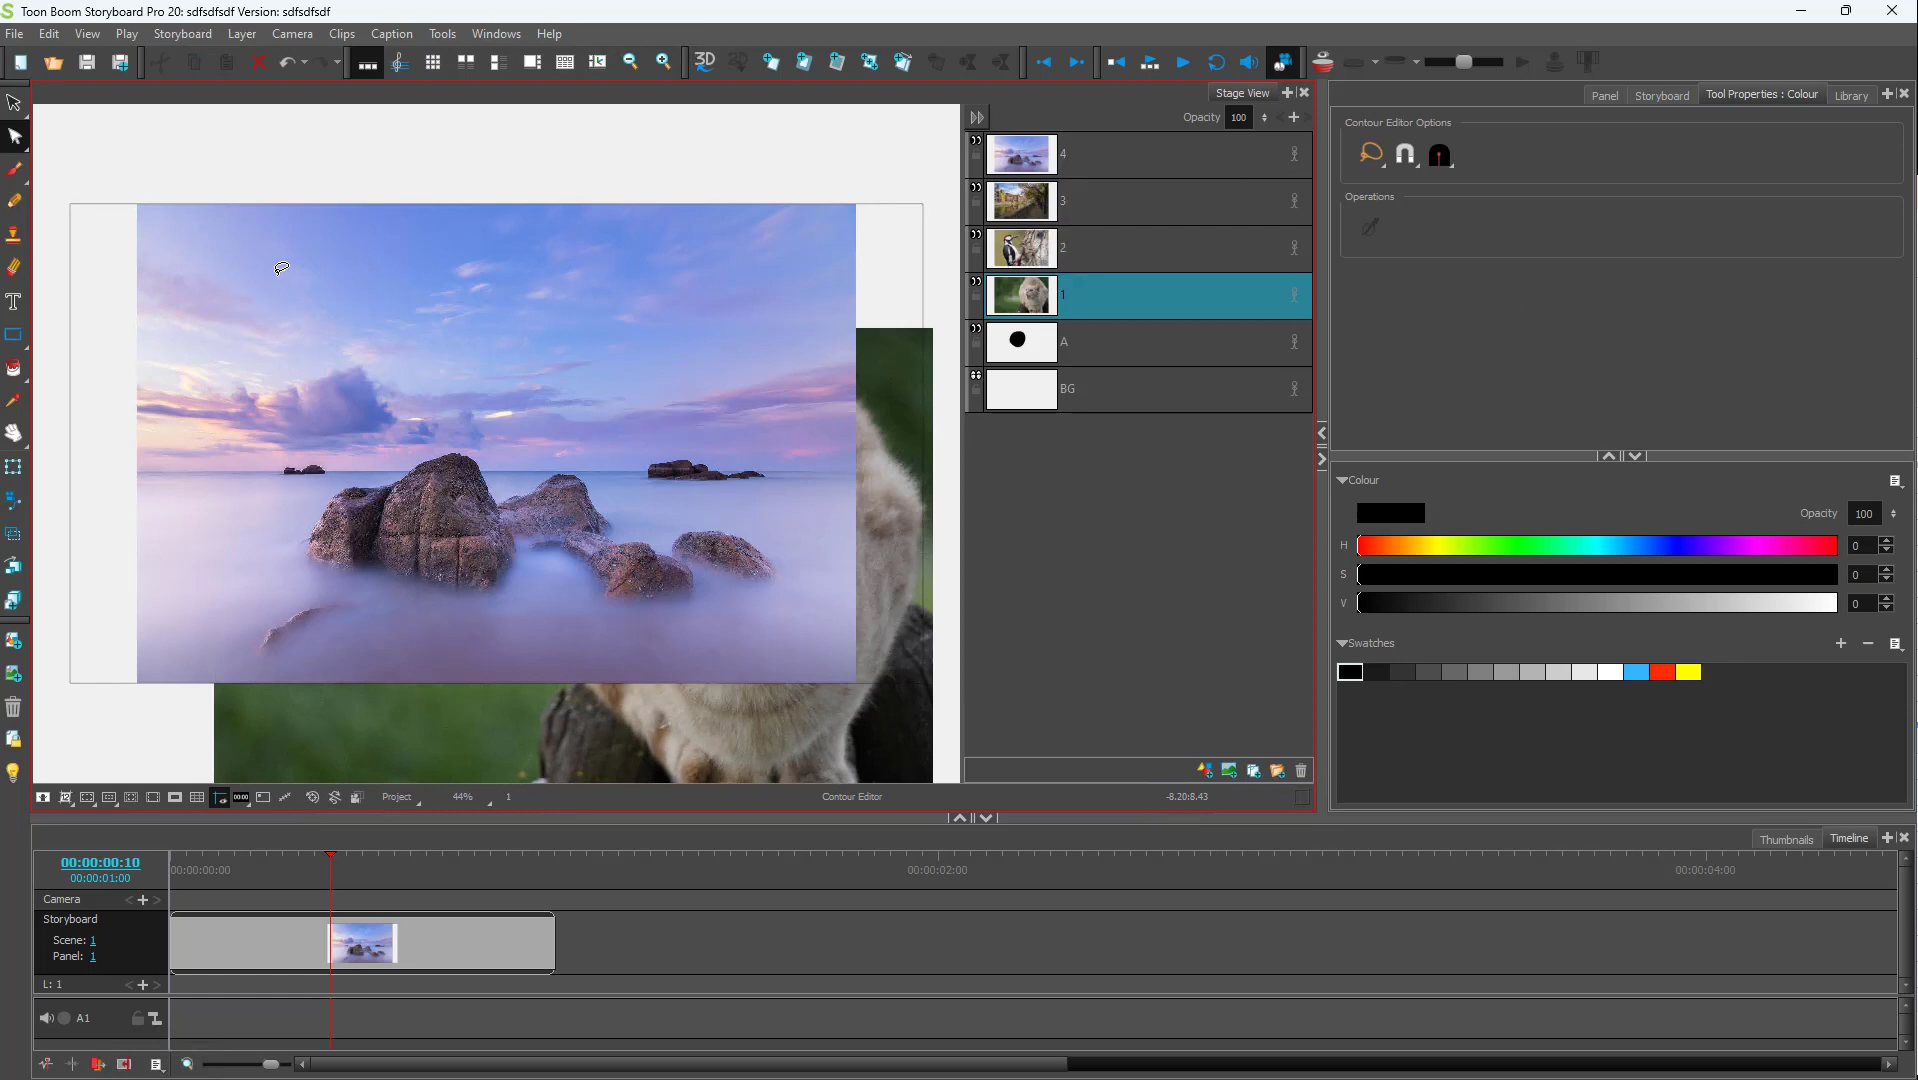 Toon Boom Storyboard Pro 20: sdfsdfsdf Version: sdfsdfsdf
File Edit View Play Storyboard Layer Camera Clips Caption Tools Windows Help
3D
Stage View
Panel Storyboard Tool Properties : Colour Library
Opacity 100
Contour Editor Options
4
Operations
3
2
1
A
BG
Colour
Opacity 100
H 0
S 0
V 0
Swatches
Project 44% 1 Contour Editor -8.20:8.43
Thumbnails Timeline
00:00:00:10
00:00:01:00
00:00:00:00 00:00:02:00 00:00:04:00
Camera
Storyboard
Scene: 1
Panel: 1
L: 1
A1